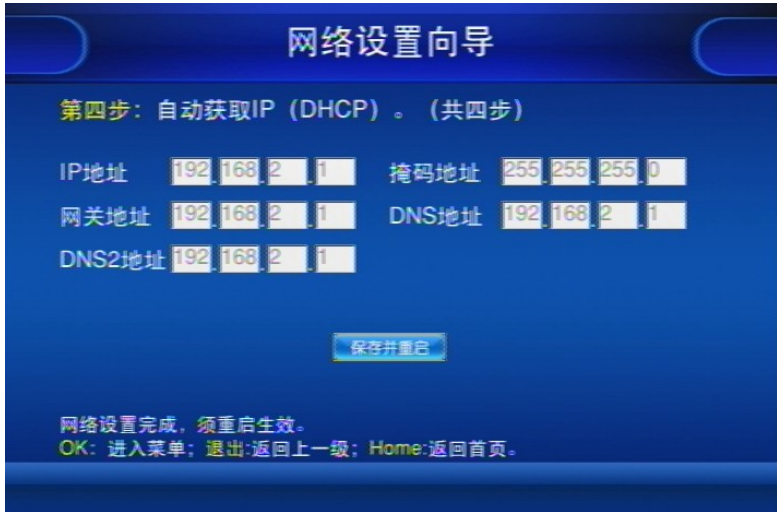 网络设置向导
第四步：自动获取IP（DHCP）。（共四步）
IP地址 192.168.2.1 掩码地址 255.255.255.0
网关地址 192.168.2.1 DNS地址 192.168.2.1
DNS2地址 192.168.2.1
保存并重启
网络设置完成，须重启生效。
OK：进入菜单；退出:返回上一级；Home:返回首页。